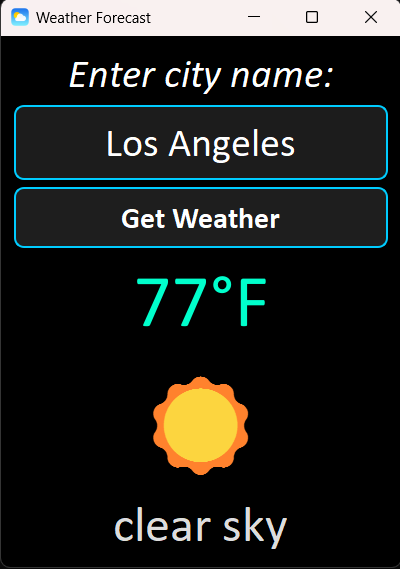 Weather Forecast
Enter city name:
Los Angeles
Get Weather
77°F
clear sky